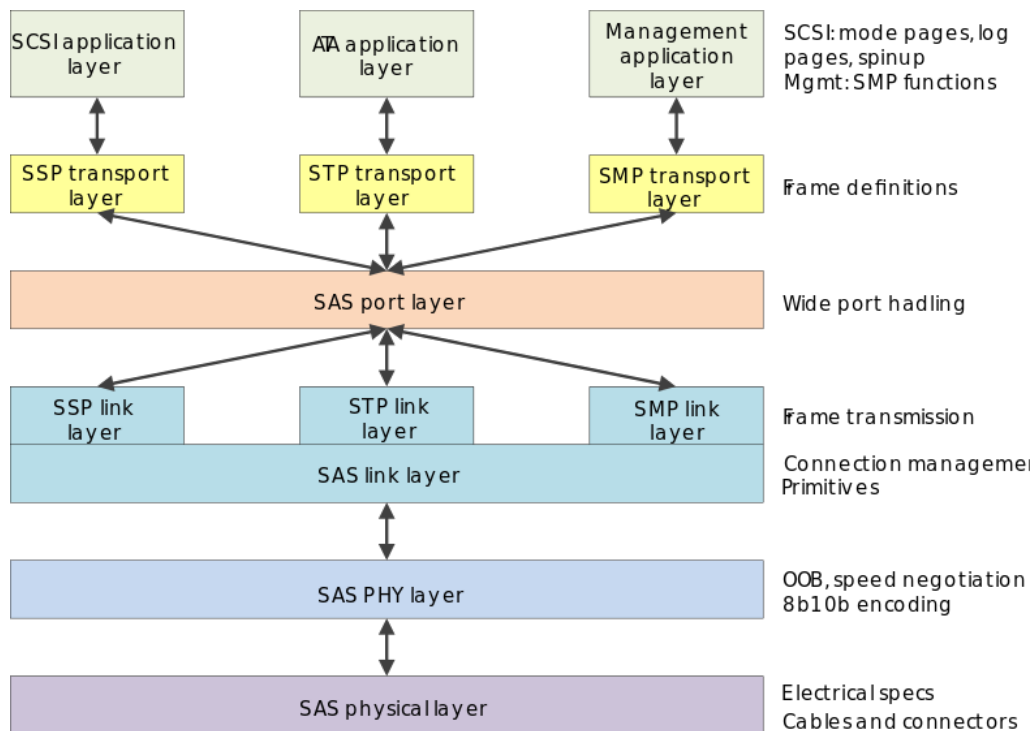 SCSI application
layer
ATA application
layer
Management
application
layer
SCSI: mode pages, log
pages, spinup
Mgmt: SMP functions
SSP transport
layer
STP transport
layer
SMP transport
layer
Frame definitions
SAS port layer
Wide port hadling
SSP link
layer
STP link
layer
SMP link
layer
Frame transmission
SAS link layer
Connection manageme
Primitives
SAS PHY layer
OOB, speed negotiation
8b10b encoding
SAS physical layer
Electrical specs
Cables and connectors